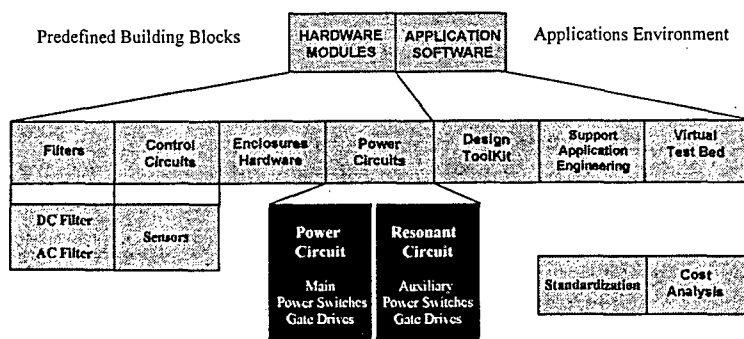 Predefined Building Blocks
HARDWARE
MODULES
APPLICATION
SOFTWARE
Applications Environment
Filters
Control
Circuits
Enclosures
Hardware
Power
Circuits
Design
ToolKit
Support
Application
Engineering
Virtual
Test Bed
DC Filter
AC Filter
Sensors
Power
Circuit
Main
Power Switches
Gate Drives
Resonant
Circuit
Auxiliary
Power Switches
Gate Drives
Standardization
Cost
Analysis